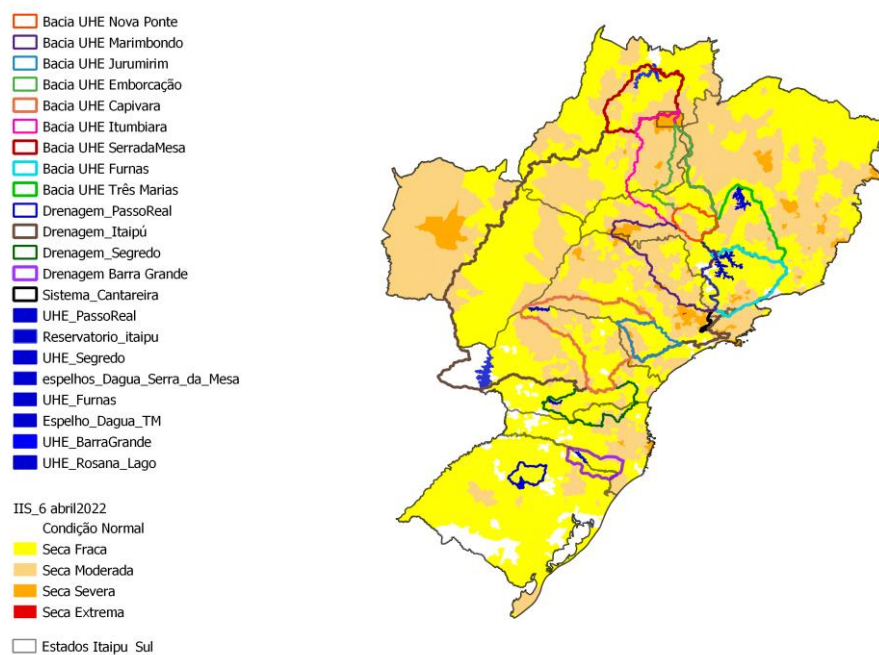 Bacia UHE Nova Ponte
Bacia UHE Marimbondo
Bacia UHE Jurumirim
Bacia UHE Emborcação
Bacia UHE Capivara
Bacia UHE Itumbiara
Bacia UHE SerradaMesa
Bacia UHE Furnas
Bacia UHE Três Marias
Drenagem_PassoReal
Drenagem_Itaipú
Drenagem_Segredo
Drenagem Barra Grande
Sistema_Cantareira
UHE_PassoReal
Reservatorio_itaipu
UHE_Segredo
espelhos_Dagua_Serra_da_Mesa
UHE_Furnas
Espelho_Dagua_TM
UHE_BarraGrande
UHE_Rosana_Lago
IIS_6 abril2022
Condição Normal
Seca Fraca
Seca Moderada
Seca Severa
Seca Extrema
Estados Itaipu_Sul